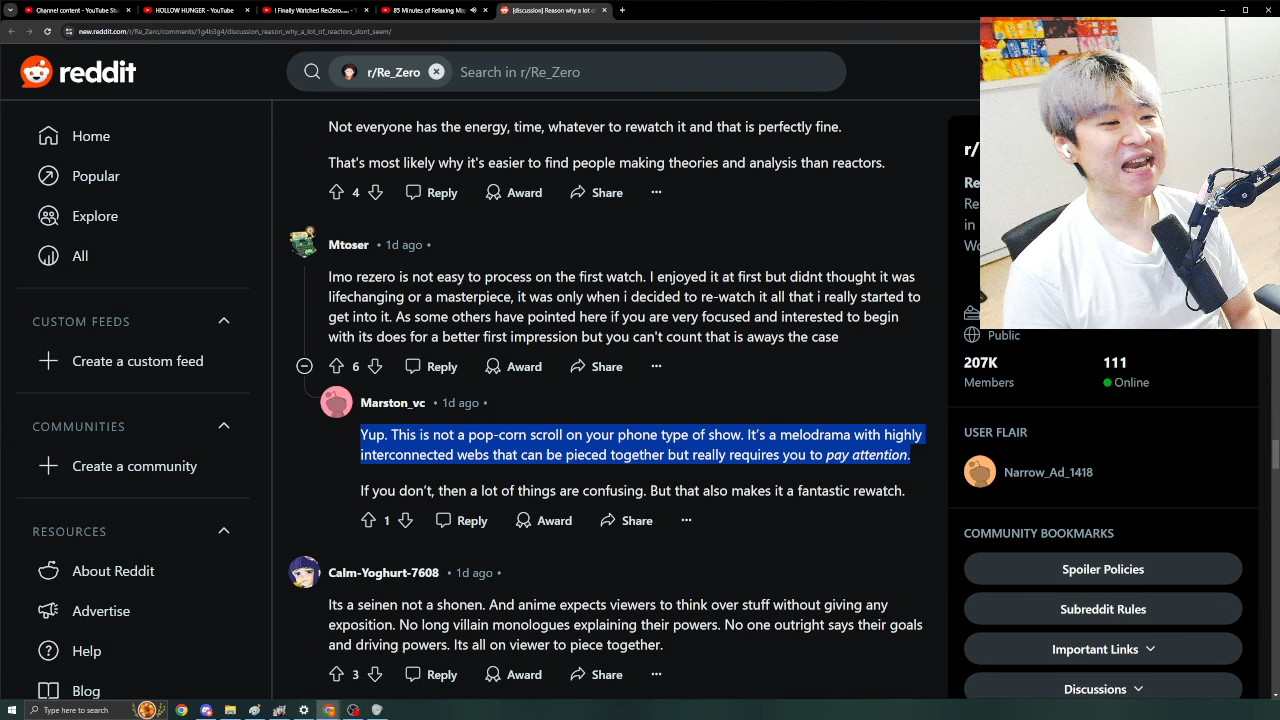 Channel content - YouTube Stu
HOLLOW HUNGER - YouTube
I Finally Watched Re:Zero.....
85 Minutes of Relaxing Mo
[discussion] Reason why a lot o
new.reddit.com/r/Re_Zero/comments/1g4b3g4/discussion_reason_why_a_lot_of_reactors_dont_seem/
reddit
r/Re_Zero
Search in r/Re_Zero
Home
Popular
Explore
All
CUSTOM FEEDS
Create a custom feed
COMMUNITIES
Create a community
RESOURCES
About Reddit
Advertise
Help
Blog
Not everyone has the energy, time, whatever to rewatch it and that is perfectly fine.
That's most likely why it's easier to find people making theories and analysis than reactors.
4 Reply Award Share ...
Mtoser • 1d ago •
Imo rezero is not easy to process on the first watch. I enjoyed it at first but didnt thought it was
lifechanging or a masterpiece, it was only when i decided to re-watch it all that i really started to
get into it. As some others have pointed here if you are very focused and interested to begin
with its does for a better first impression but you can't count that is aways the case
6 Reply Award Share ...
Marston_vc • 1d ago •
Yup. This is not a pop-corn scroll on your phone type of show. It's a melodrama with highly
interconnected webs that can be pieced together but really requires you to pay attention.
If you don't, then a lot of things are confusing. But that also makes it a fantastic rewatch.
1 Reply Award Share ...
Calm-Yoghurt-7608 • 1d ago •
Its a seinen not a shonen. And anime expects viewers to think over stuff without giving any
exposition. No long villain monologues explaining their powers. No one outright says their goals
and driving powers. Its all on viewer to piece together.
3 Reply Award Share ...
r/
Re
Re
in
Wo
Public
207K 111
Members Online
USER FLAIR
Narrow_Ad_1418
COMMUNITY BOOKMARKS
Spoiler Policies
Subreddit Rules
Important Links
Discussions
Type here to search